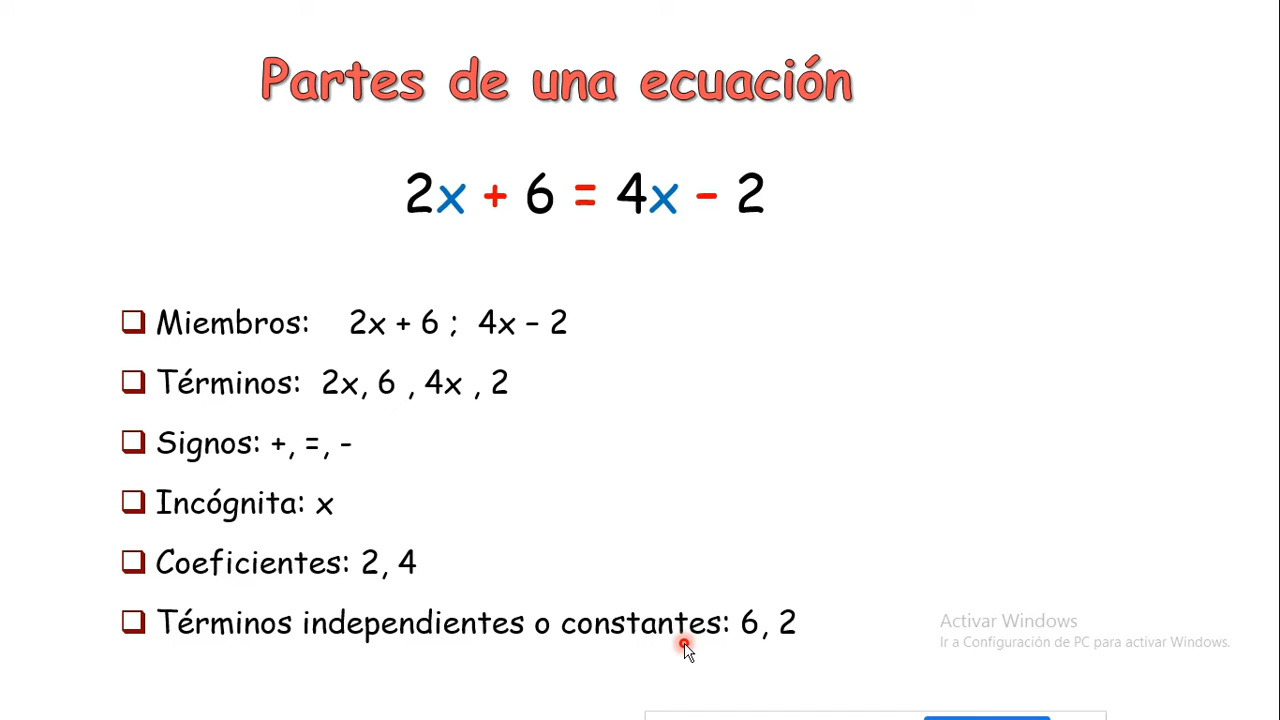 Partes de una ecuación
2x + 6 = 4x – 2
Miembros: 2x + 6 ; 4x – 2
Términos: 2x, 6 , 4x , 2
Signos: +, =, -
Incógnita: x
Coeficientes: 2, 4
Términos independientes o constantes: 6, 2
Activar Windows
Ir a Configuración de PC para activar Windows.